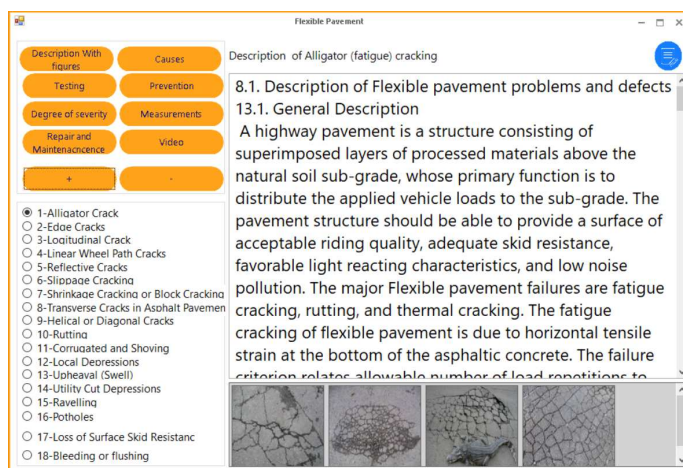 Flexible Pavement
Description With
figures
Causes
Testing
Prevention
Degree of severity
Measurements
Repair and
Maintenacncence
Video
+
-
1-Alligator Crack
2-Edge Cracks
3-Logitudinal Crack
4-Linear Wheel Path Cracks
5-Reflective Cracks
6-Slippage Cracking
7-Shrinkage Cracking or Block Cracking
8-Transverse Cracks in Asphalt Pavemen
9-Helical or Diagonal Cracks
10-Rutting
11-Corrugated and Shoving
12-Local Depressions
13-Upheaval (Swell)
14-Utility Cut Depressions
15-Ravelling
16-Potholes
17-Loss of Surface Skid Resistanc
18-Bleeding or flushing
Description of Alligator (fatigue) cracking
8.1. Description of Flexible pavement problems and defects
13.1. General Description
A highway pavement is a structure consisting of
superimposed layers of processed materials above the
natural soil sub-grade, whose primary function is to
distribute the applied vehicle loads to the sub-grade. The
pavement structure should be able to provide a surface of
acceptable riding quality, adequate skid resistance,
favorable light reacting characteristics, and low noise
pollution. The major Flexible pavement failures are fatigue
cracking, rutting, and thermal cracking. The fatigue
cracking of flexible pavement is due to horizontal tensile
strain at the bottom of the asphaltic concrete. The failure
criterion relates allowable number of load repetitions to